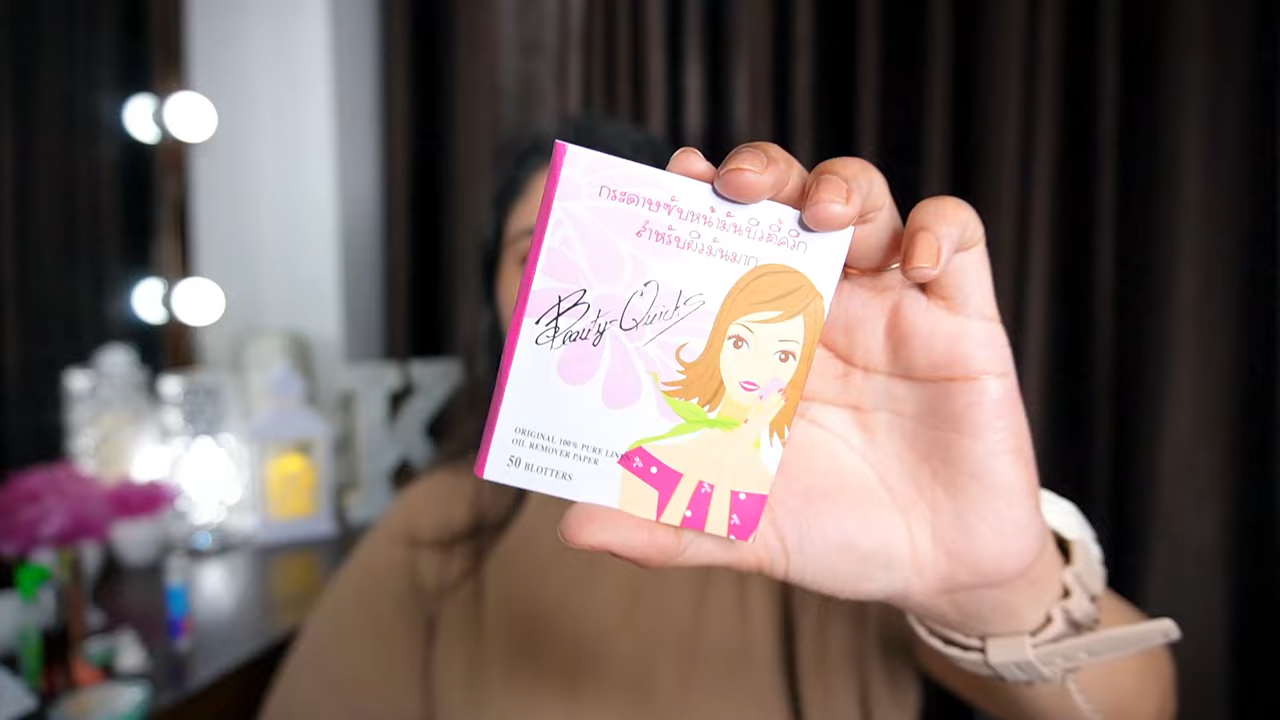 กระดาษซับหน้ามันบิวตี้ควิก
สำหรับผิวมันมาก
Beauty-Quicks
ORIGINAL 100% PURE LINEN
OIL REMOVER PAPER
50 BLOTTERS
K